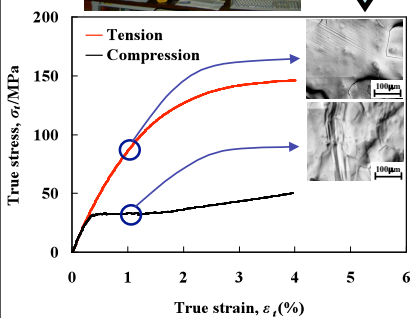 200
150
100
50
0
True stress, σt/MPa
Tension
Compression
100μm
100μm
0 1 2 3 4 5 6
True strain, εt(%)